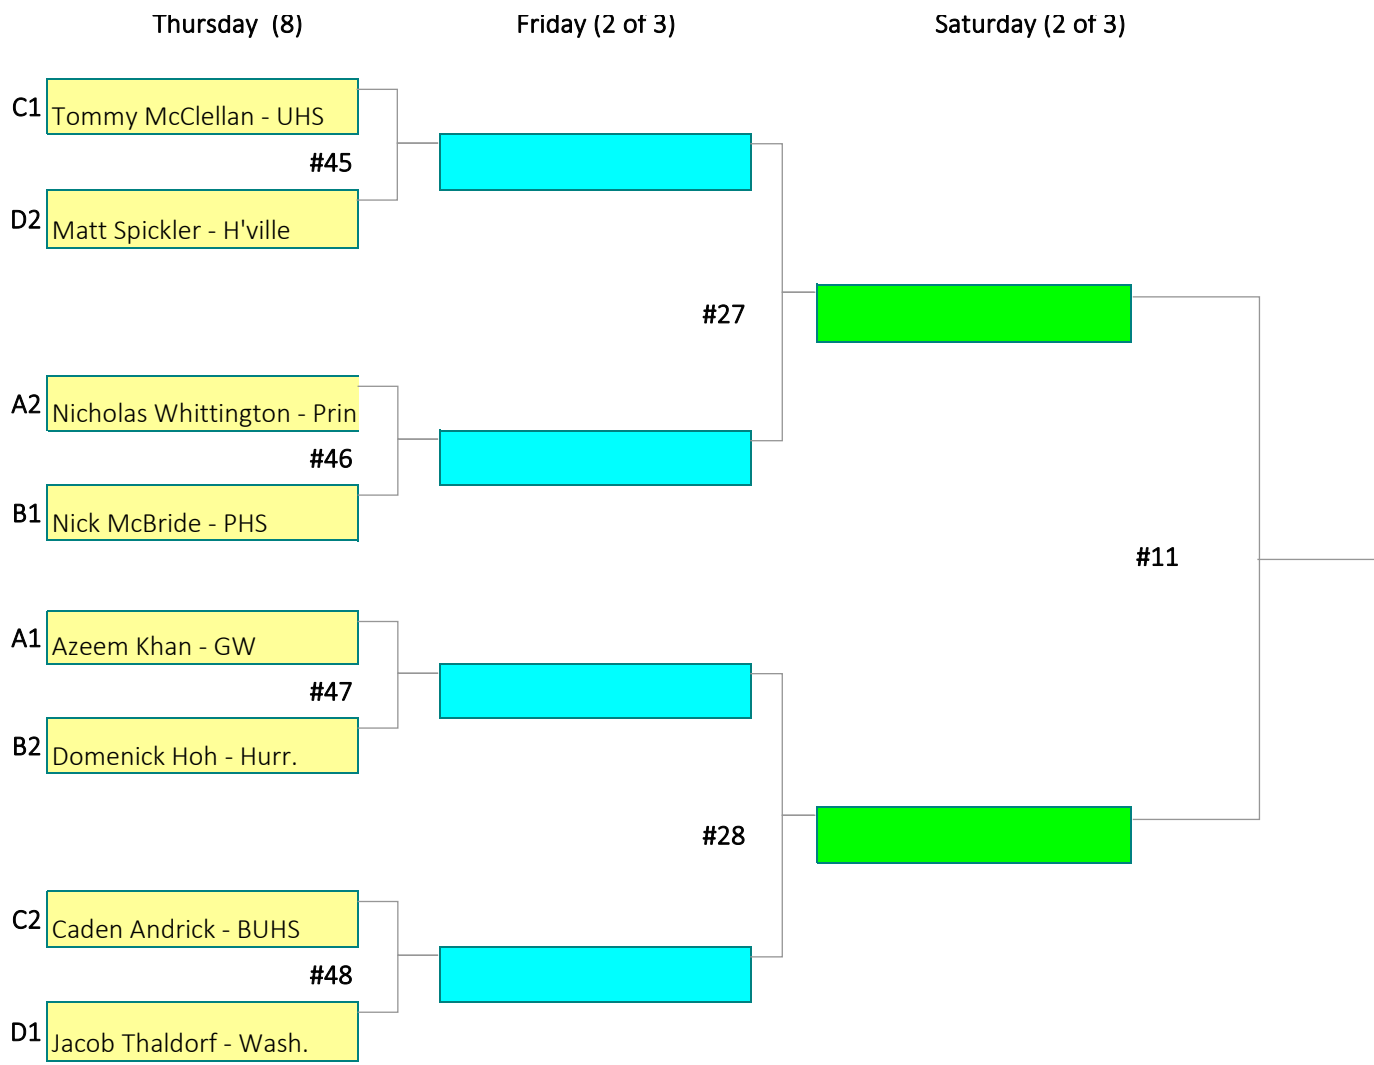 Thursday  (8)
Friday (2 of 3)
Saturday (2 of 3)
C1
Tommy McClellan - UHS
#45
D2
Matt Spickler - H'ville
#27
A2
Nicholas Whittington - Prin
#46
B1
Nick McBride - PHS
#11
A1
Azeem Khan - GW
#47
B2
Domenick Hoh - Hurr.
#28
C2
Caden Andrick - BUHS
#48
D1
Jacob Thaldorf - Wash.